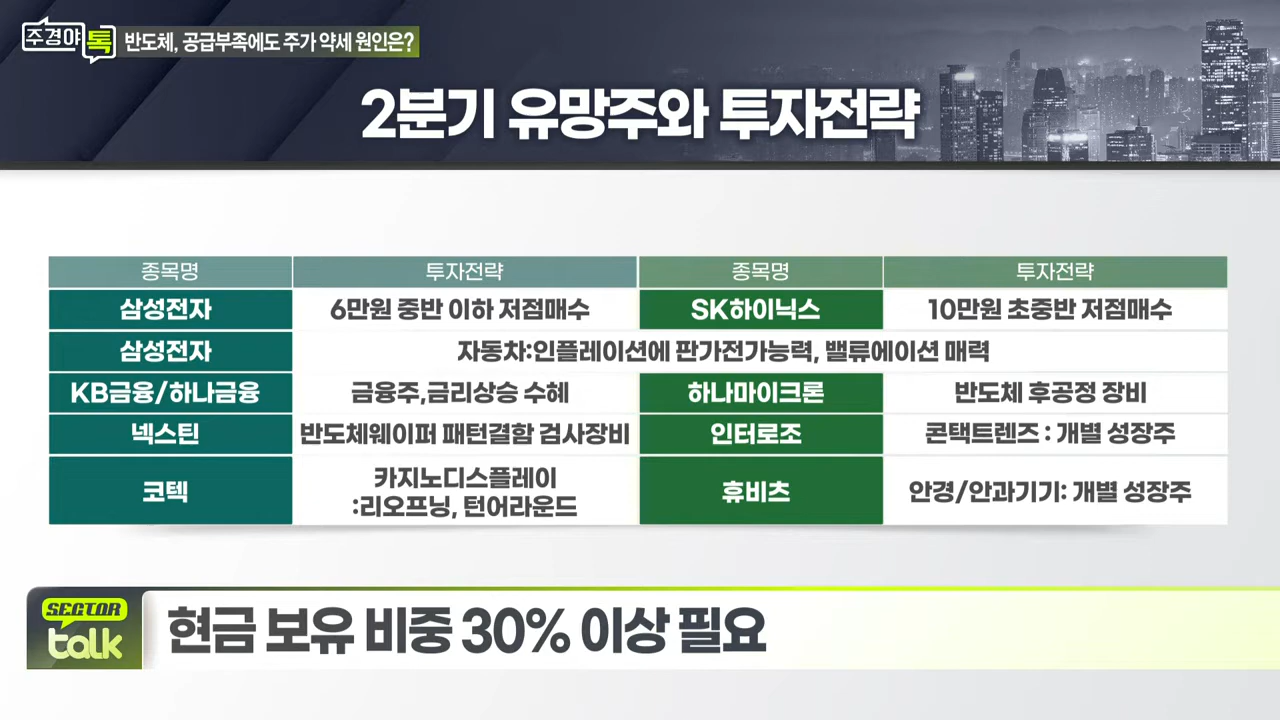 주경야톡 반도체, 공급부족에도 주가 약세 원인은?
2분기 유망주와 투자전략
종목명 투자전략 종목명 투자전략
삼성전자 6만원 중반 이하 저점매수 SK하이닉스 10만원 초중반 저점매수
삼성전자 자동차:인플레이션에 판가전가능력, 밸류에이션 매력
KB금융/하나금융 금융주,금리상승 수혜 하나마이크론 반도체 후공정 장비
넥스틴 반도체웨이퍼 패턴결함 검사장비 인터로조 콘택트렌즈 : 개별 성장주
코텍 카지노디스플레이
:리오프닝, 턴어라운드 휴비츠 안경/안과기기: 개별 성장주
SECTOR
talk
현금 보유 비중 30% 이상 필요